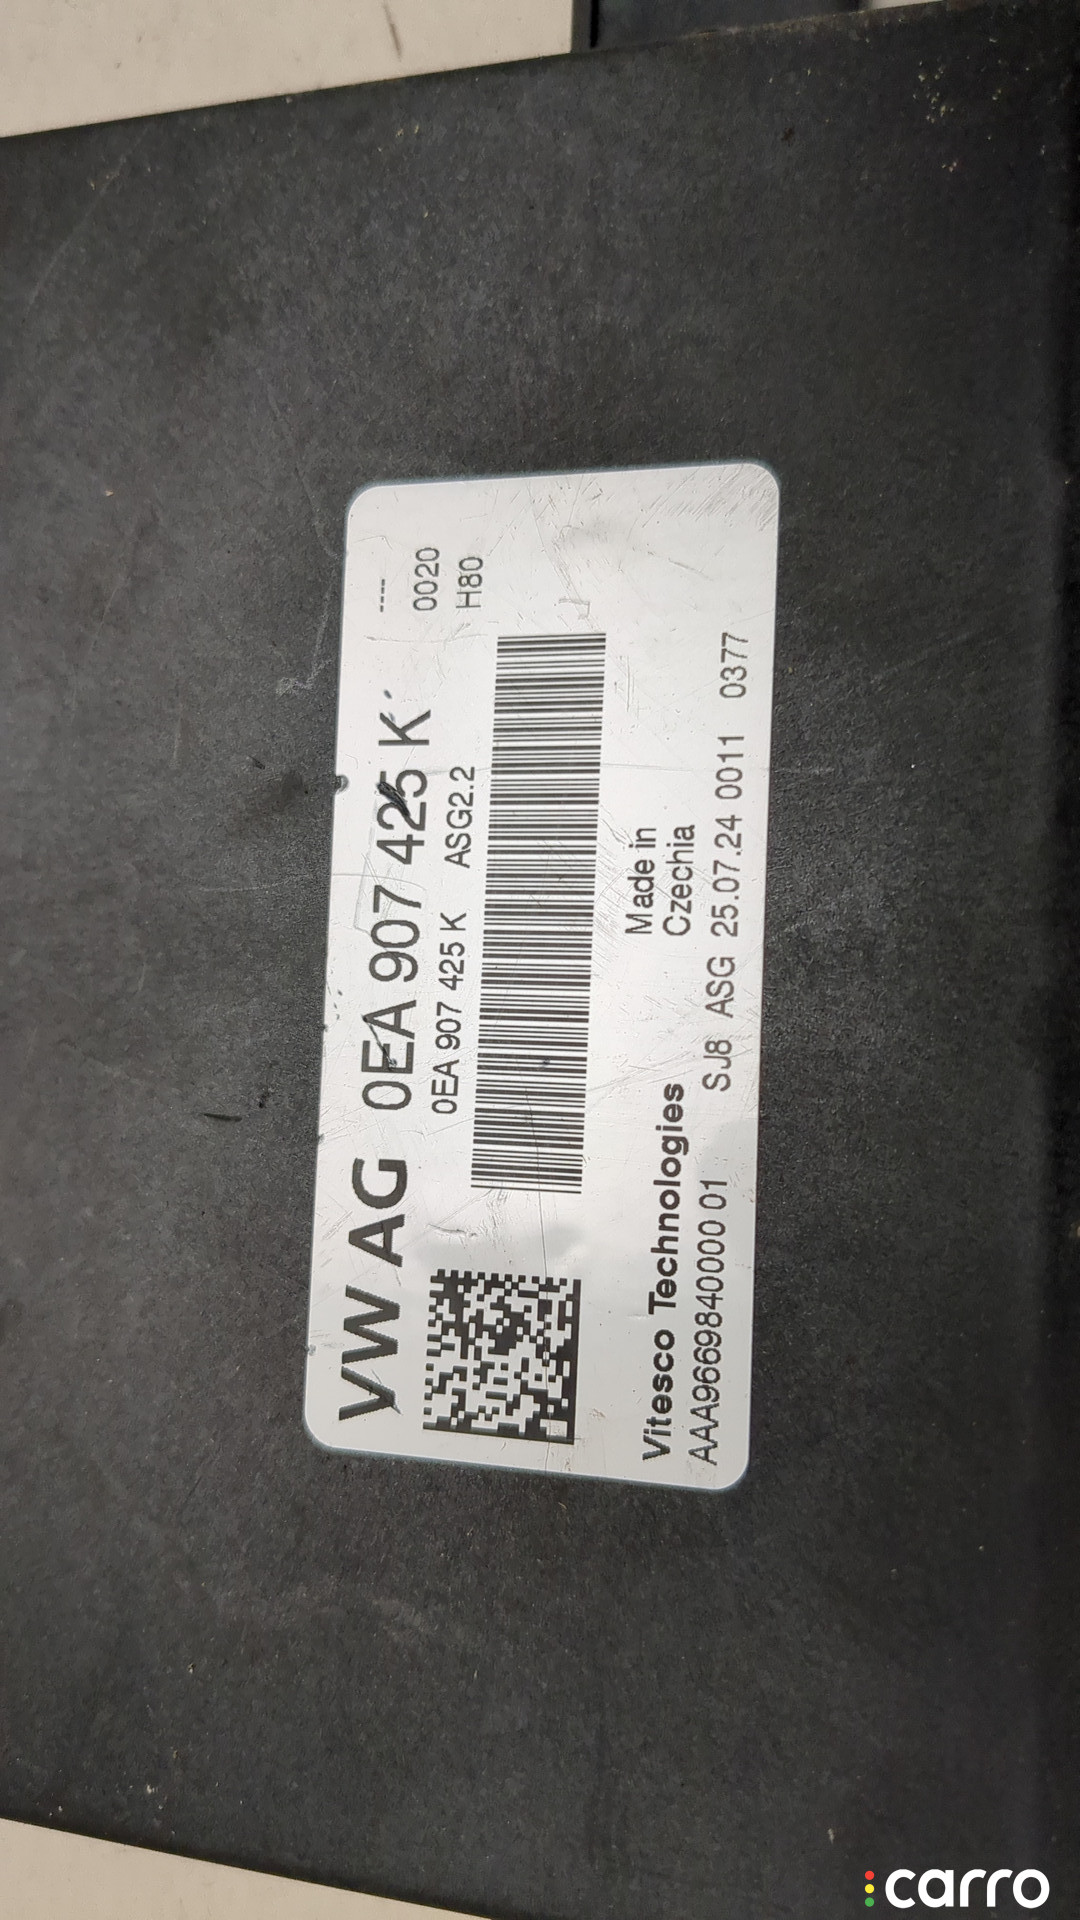 VW AG 0EA 907 425 K ----
0EA 907 425 K ASG2.2 0020
H80
Made in
Czechia
Vitesco Technologies
AAA9669840000 01 SJ8 ASG 25.07.24 0011 0377
carro